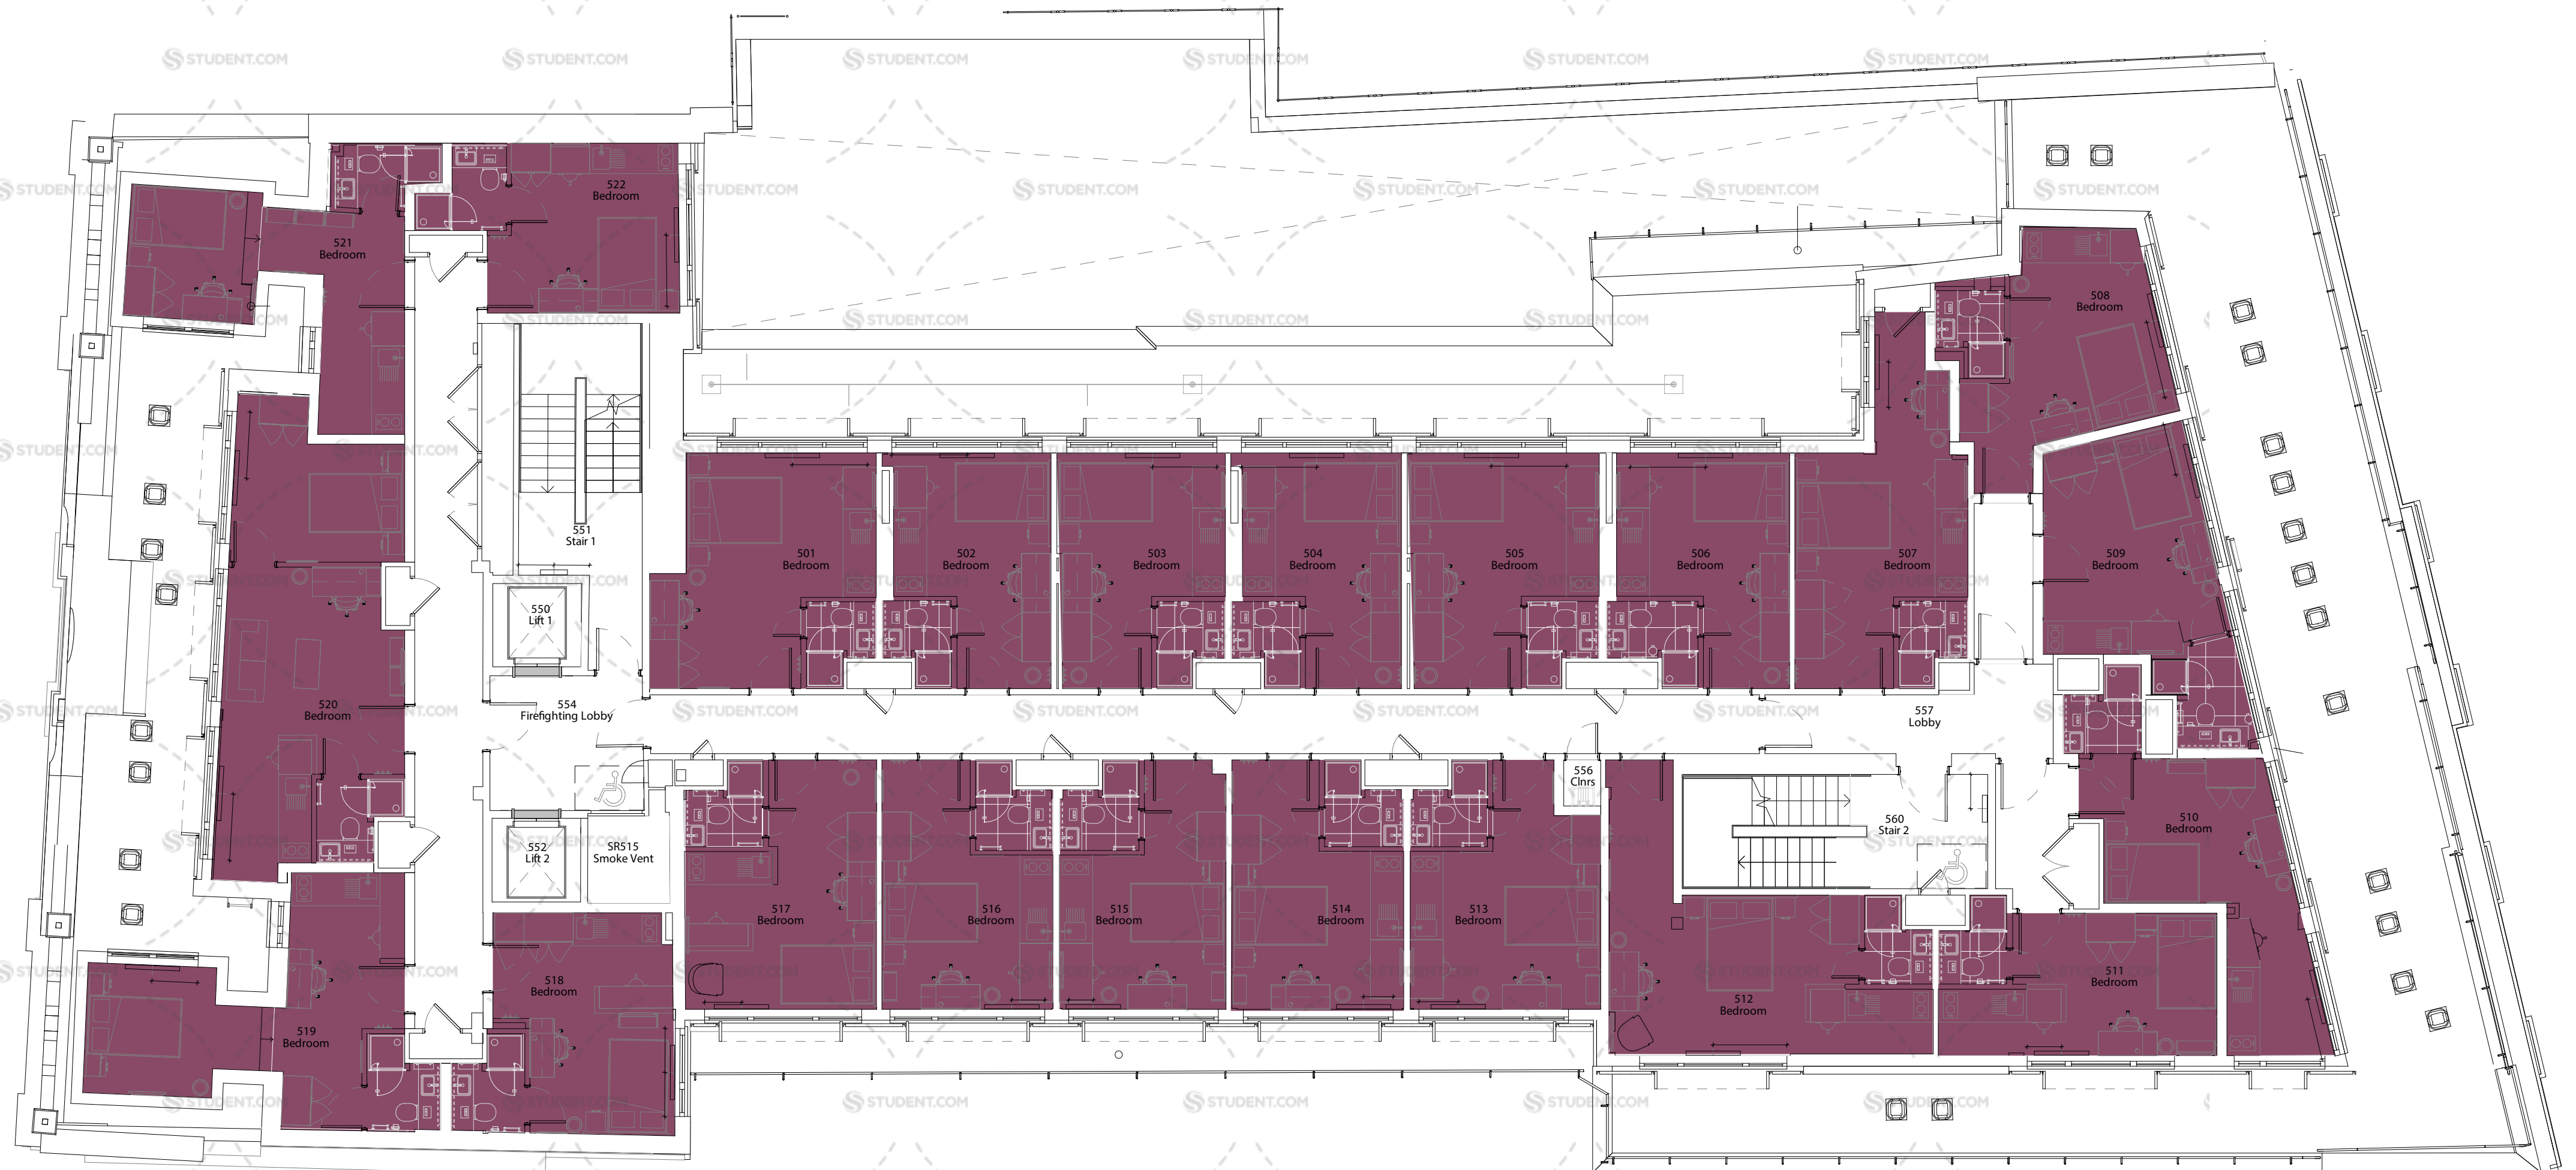 522
Bedroom
521
Bedroom
508
Bedroom
551
Stair 1
501
Bedroom
502
Bedroom
503
Bedroom
504
Bedroom
505
Bedroom
506
Bedroom
507
Bedroom
509
Bedroom
550
Lift 1
520
Bedroom
554
Firefighting Lobby
557
Lobby
556
Clnrs
560
Stair 2
510
Bedroom
552
Lift 2
SR515
Smoke Vent
517
Bedroom
516
Bedroom
515
Bedroom
514
Bedroom
513
Bedroom
518
Bedroom
511
Bedroom
512
Bedroom
519
Bedroom
STUDENT.COM